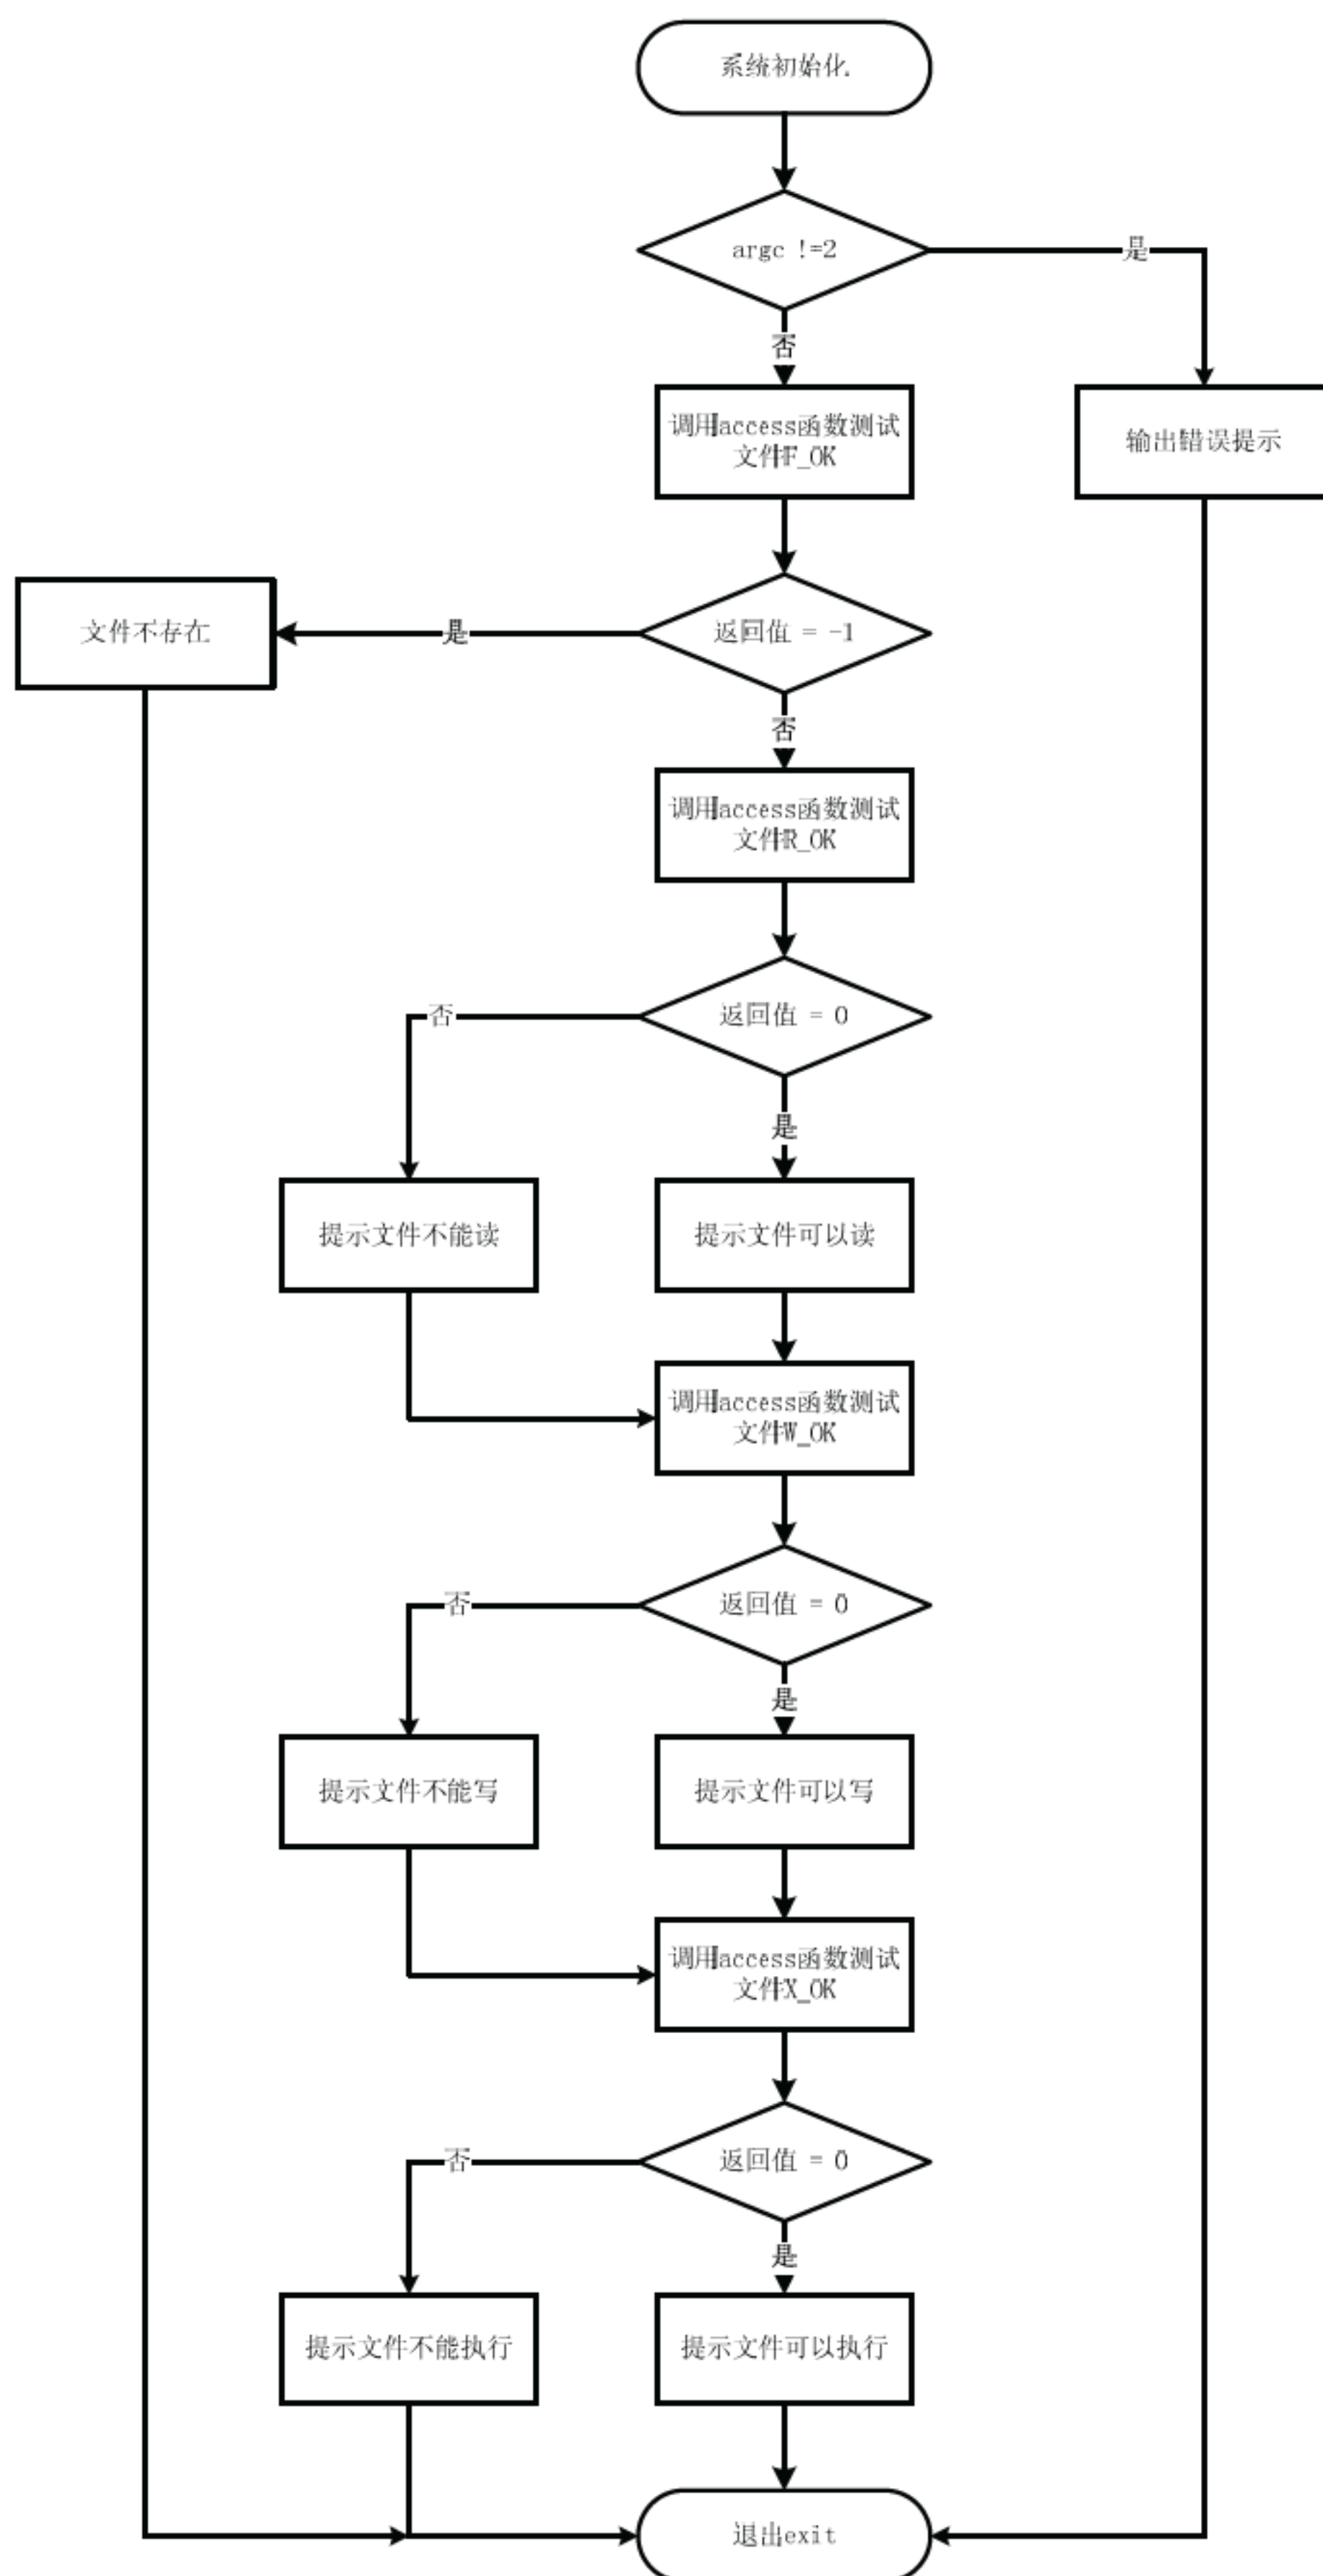 系统初始化
argc !=2
是
否
调用access函数测试
文件F_OK
输出错误提示
文件不存在
是
返回值 = -1
否
调用access函数测试
文件R_OK
否
返回值 = 0
是
提示文件不能读
提示文件可以读
调用access函数测试
文件W_OK
否
返回值 = 0
是
提示文件不能写
提示文件可以写
调用access函数测试
文件X_OK
否
返回值 = 0
是
提示文件不能执行
提示文件可以执行
退出exit